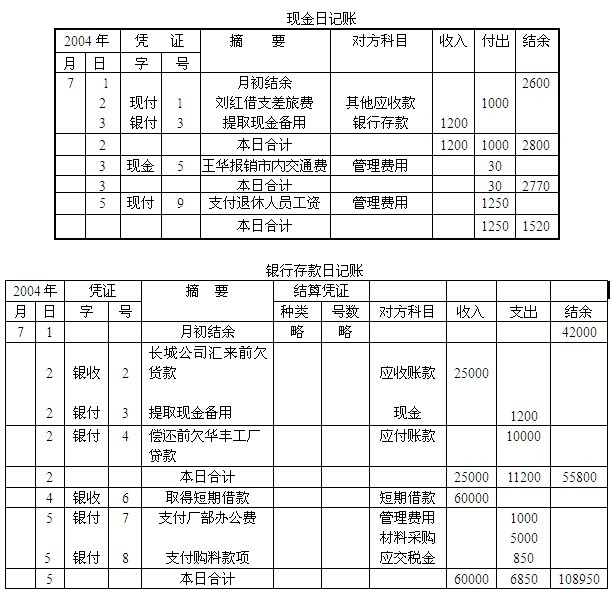 现金日记账
2004 年 凭 证 摘 要 对方科目 收入 付出 结余
月 日 字 号
7 1 月初结余 2600
2 现付 1 刘红借支差旅费 其他应收款 1000
3 银付 3 提取现金备用 银行存款 1200
2 本日合计 1200 1000 2800
3 现金 5 王华报销市内交通费 管理费用 30
3 本日合计 30 2770
5 现付 9 支付退休人员工资 管理费用 1250
本日合计 1250 1520
银行存款日记账
2004 年 凭证 摘 要 结算凭证
月 日 字 号 种类 号数 对方科目 收入 支出 结余
7 1 月初结余 略 略 42000
长城公司汇来前欠
2 银收 2 货款 应收账款 25000
2 银付 3 提取现金备用 现金 1200
2 银付 4 偿还前欠华丰工厂 应付账款 10000
贷款
2 本日合计 25000 11200 55800
4 银收 6 取得短期借款 短期借款 60000
5 银付 7 支付厂部办公费 管理费用 1000
材料采购 5000
5 银付 8 支付购料款项 应交税金 850
5 本日合计 60000 6850 108950